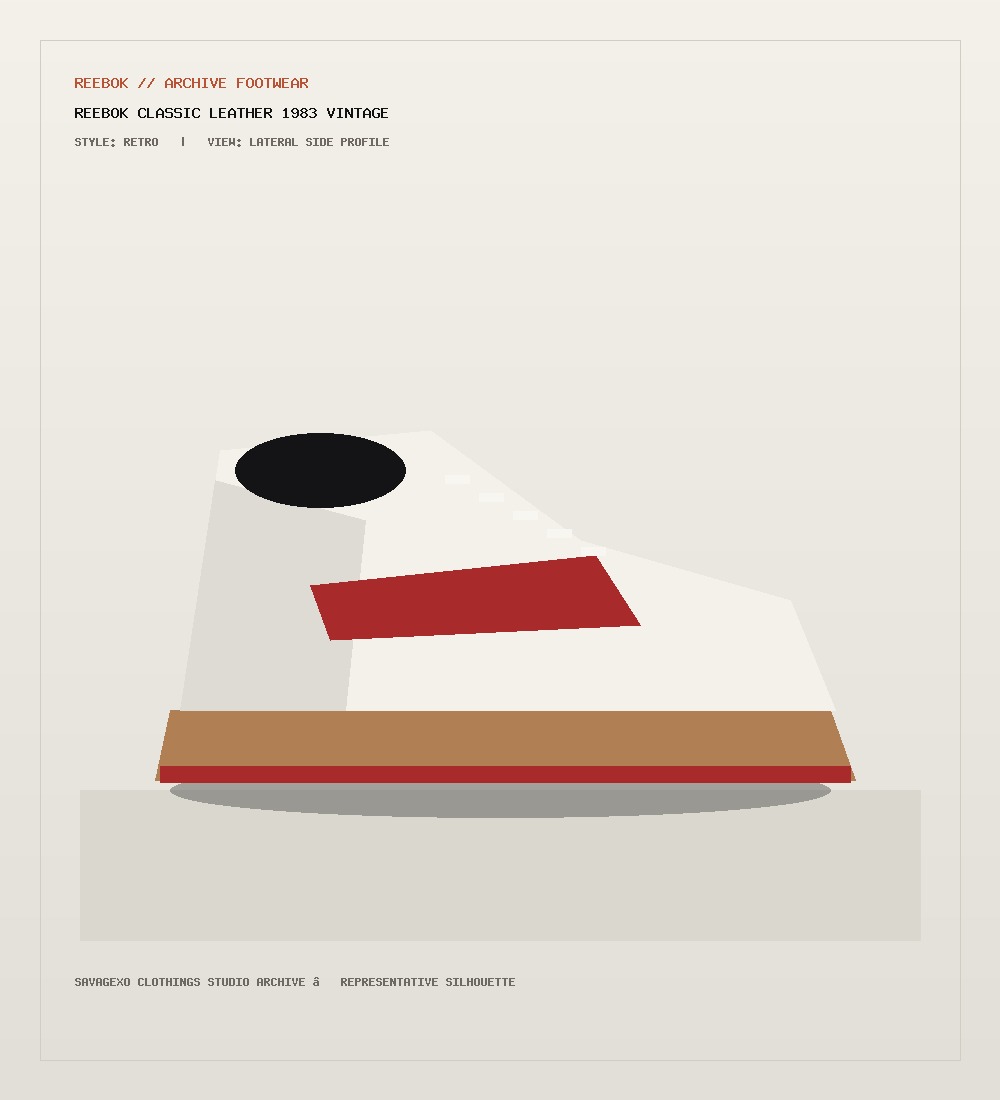 REEBOK // ARCHIVE FOOTWEAR
REEBOK CLASSIC LEATHER 1983 VINTAGE
STYLE: RETRO | VIEW: LATERAL SIDE PROFILE
SAVAGEXO CLOTHINGS STUDIO ARCHIVE â REPRESENTATIVE SILHOUETTE